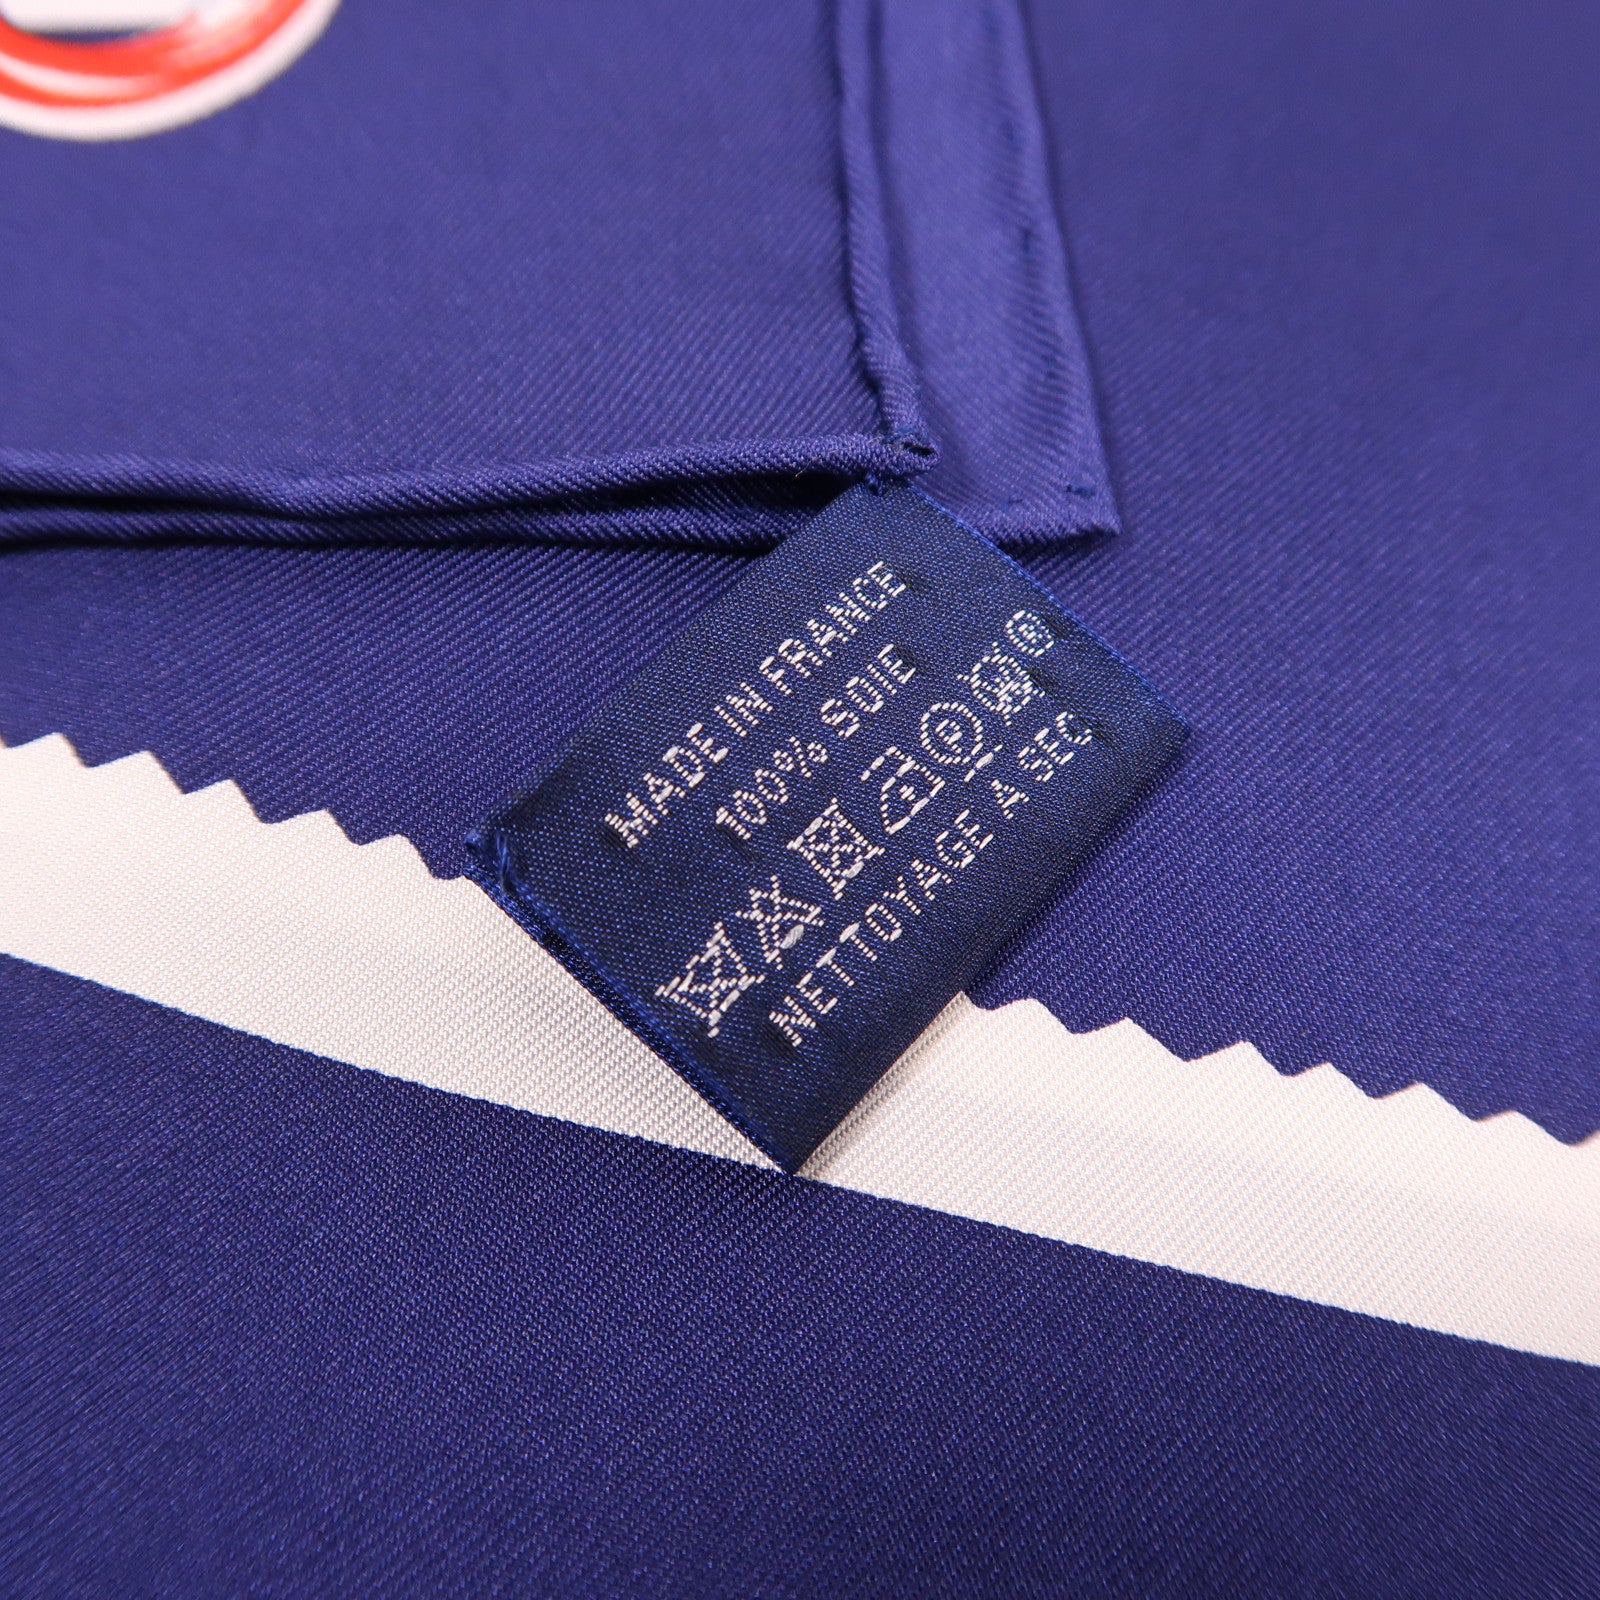 MADE IN FRANCE
100% SOIE
NETTOYAGE A SEC